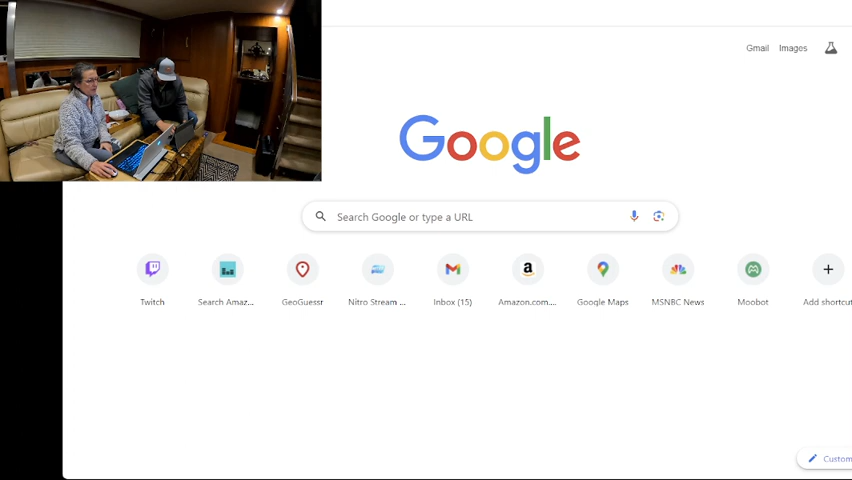 Gmail Images
Google
Search Google or type a URL
Twitch Search Amaz... GeoGuessr Nitro Stream ... Inbox (15) Amazon.com.... Google Maps MSNBC News Moobot Add shortcut
Custom